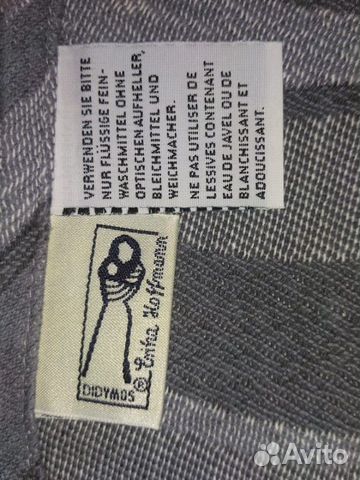 VERWENDEN SIE BITTE
NUR FLÜSSIGE FEIN-
WASCHMITTEL OHNE
OPTISCHEN AUFHELLER,
BLEICHMITTEL UND
WEICHMACHER.
NE PAS UTILISER DE
LESSIVES CONTENANT
EAU DE JAVEL OU DE
BLANCHISSANT ET
ADOUCISSANT.
DIDYMOS
® Erika Hoffmann
Avito